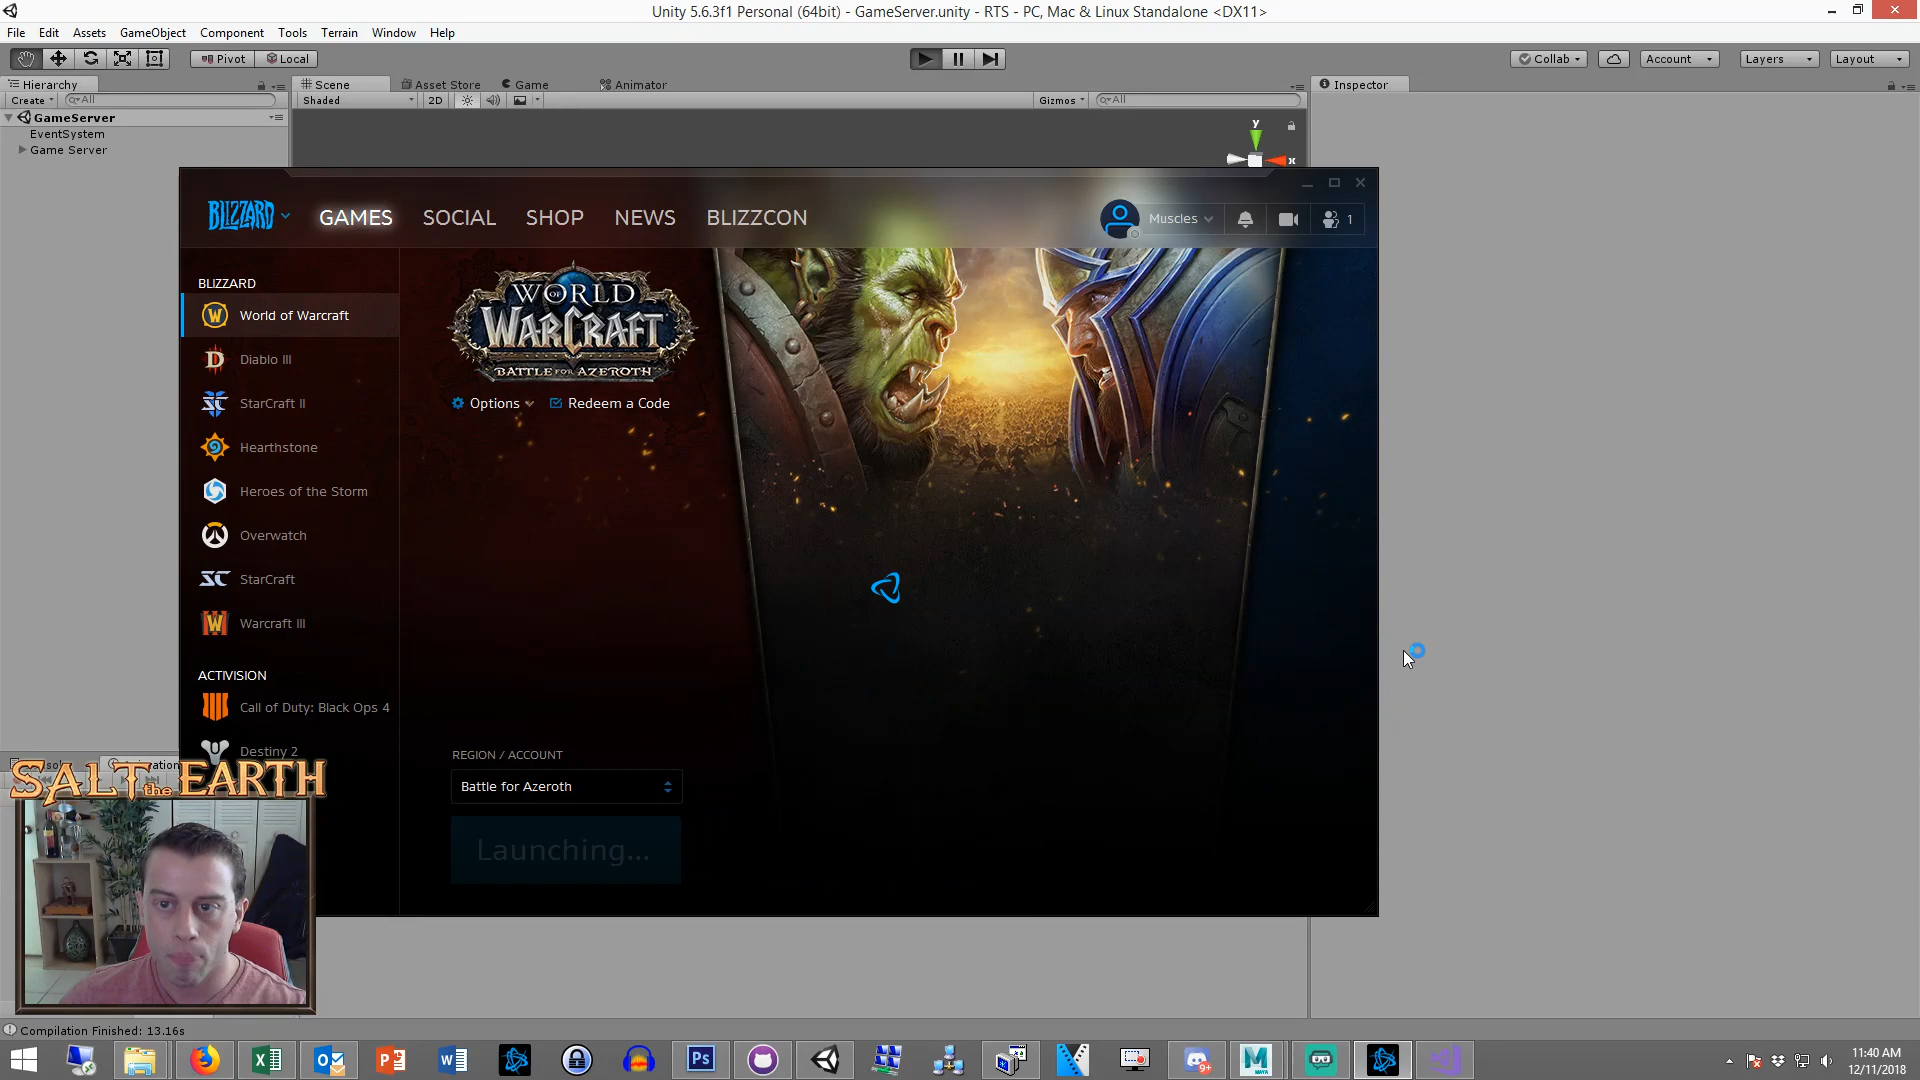 Unity 5.6.3f1 Personal (64bit) - GameServer.unity - RTS - PC, Mac & Linux Standalone <DX11>
File Edit Assets GameObject Component Tools Terrain Window Help
Pivot Local Collab Account Layers Layout
Hierarchy Scene Asset Store Game Animator Inspector
Create All Shaded 2D Gizmos All
GameServer
EventSystem
Game Server
y
x
BLIZZARD GAMES SOCIAL SHOP NEWS BLIZZCON Muscles 1
BLIZZARD
World of Warcraft
Diablo III
StarCraft II
Hearthstone
Heroes of the Storm
Overwatch
StarCraft
Warcraft III
ACTIVISION
Call of Duty: Black Ops 4
Destiny 2
WORLD
OF
WARCRAFT
BATTLE FOR AZEROTH
Options Redeem a Code
REGION / ACCOUNT
Battle for Azeroth
Launching...
SALT the EARTH
Compilation Finished: 13.16s
9+
MAYA
11:40 AM
12/11/2018